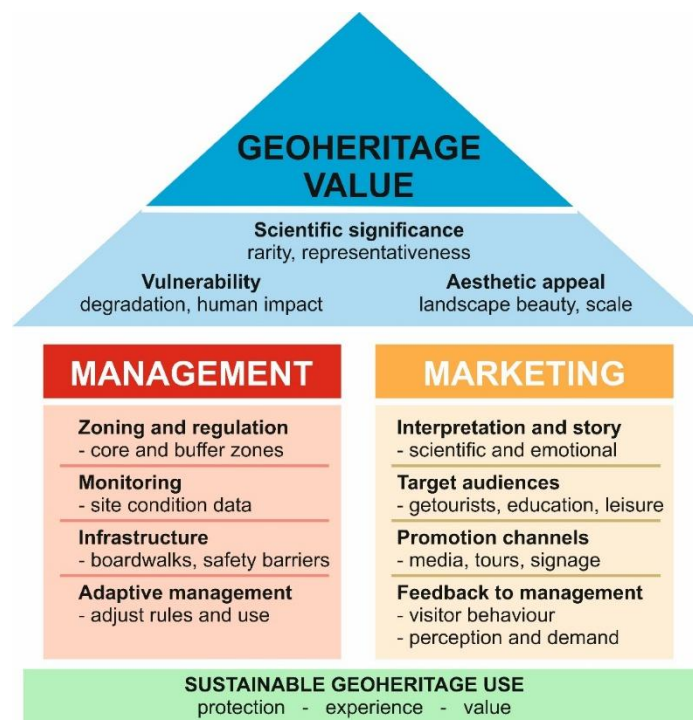 GEOHERITAGE
VALUE
Scientific significance
rarity, representativeness
Vulnerability
degradation, human impact
Aesthetic appeal
landscape beauty, scale
MANAGEMENT
Zoning and regulation
- core and buffer zones
Monitoring
- site condition data
Infrastructure
- boardwalks, safety barriers
Adaptive management
- adjust rules and use
MARKETING
Interpretation and story
- scientific and emotional
Target audiences
- getourists, education, leisure
Promotion channels
- media, tours, signage
Feedback to management
- visitor behaviour
- perception and demand
SUSTAINABLE GEOHERITAGE USE
protection - experience - value